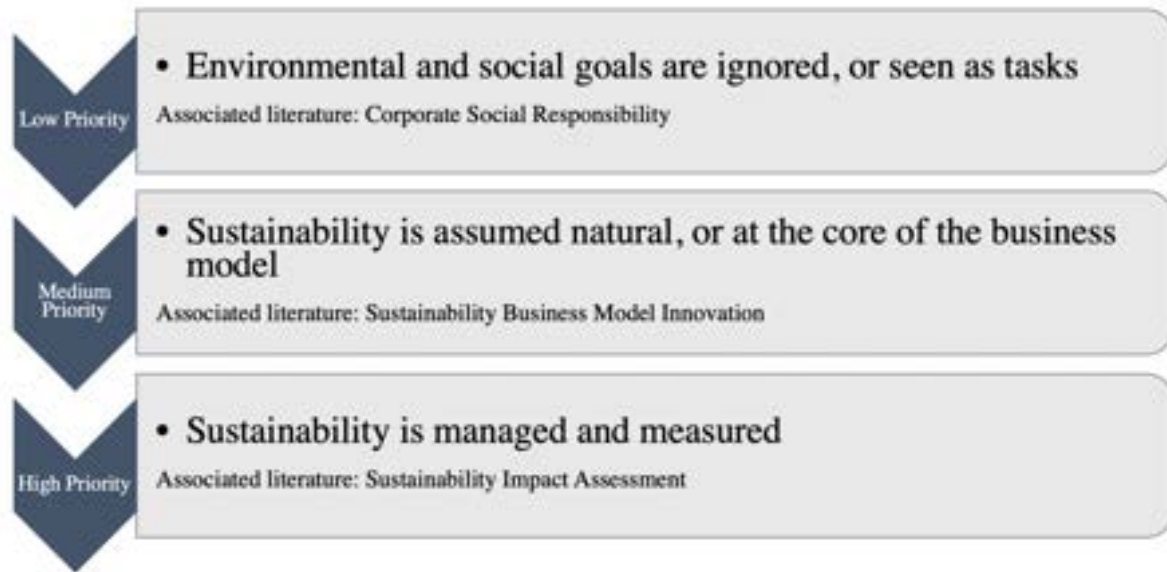 Low Priority
• Environmental and social goals are ignored, or seen as tasks
Associated literature: Corporate Social Responsibility
Medium
Priority
• Sustainability is assumed natural, or at the core of the business
model
Associated literature: Sustainability Business Model Innovation
High Priority
• Sustainability is managed and measured
Associated literature: Sustainability Impact Assessment